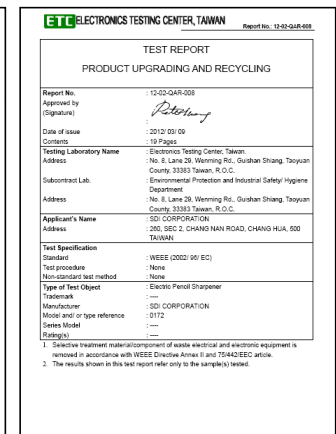 ETC ELECTRONICS TESTING CENTER, TAIWAN Report No.: 12-02-QAR-008
TEST REPORT
PRODUCT UPGRADING AND RECYCLING
Report No. : 12-02-QAR-008
Approved by
(Signature) :
Date of issue : 2012/ 03/ 09
Contents : 19 Pages
Testing Laboratory Name : Electronics Testing Center, Taiwan.
Address : No. 8, Lane 29, Wenming Rd., Guishan Shiang, Taoyuan
County, 33383 Taiwan, R.O.C.
Subcontract Lab. : Environmental Protection and Industrial Safety/ Hygiene
Department
Address : No. 8, Lane 29, Wenming Rd., Guishan Shiang, Taoyuan
County, 33383 Taiwan, R.O.C.
Applicant's Name : SDI CORPORATION
Address : 260, SEC 2, CHANG NAN ROAD, CHANG HUA, 500
TAIWAN
Test Specification
Standard : WEEE (2002/ 96/ EC)
Test procedure : None
Non-standard test method : None
Type of Test Object : Electric Pencil Sharpener
Trademark : ----
Manufacturer : SDI CORPORATION
Model and/ or type reference : 0172
Series Model : ----
Rating(s) : ----
1. Selective treatment material/component of waste electrical and electronic equipment is
removed in accordance with WEEE Directive Annex II and 75/442/EEC article.
2. The results shown in this test report refer only to the sample(s) tested.